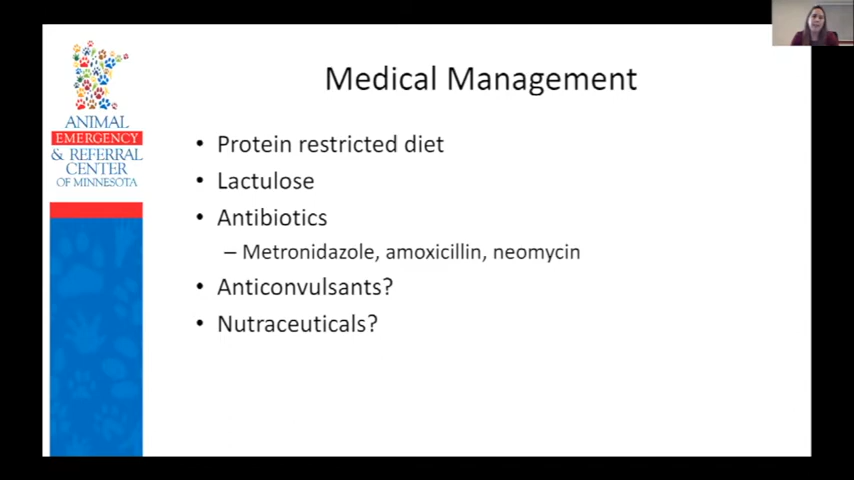 Medical Management
ANIMAL
EMERGENCY
& REFERRAL
CENTER
OF MINNESOTA
• Protein restricted diet
• Lactulose
• Antibiotics
– Metronidazole, amoxicillin, neomycin
• Anticonvulsants?
• Nutraceuticals?